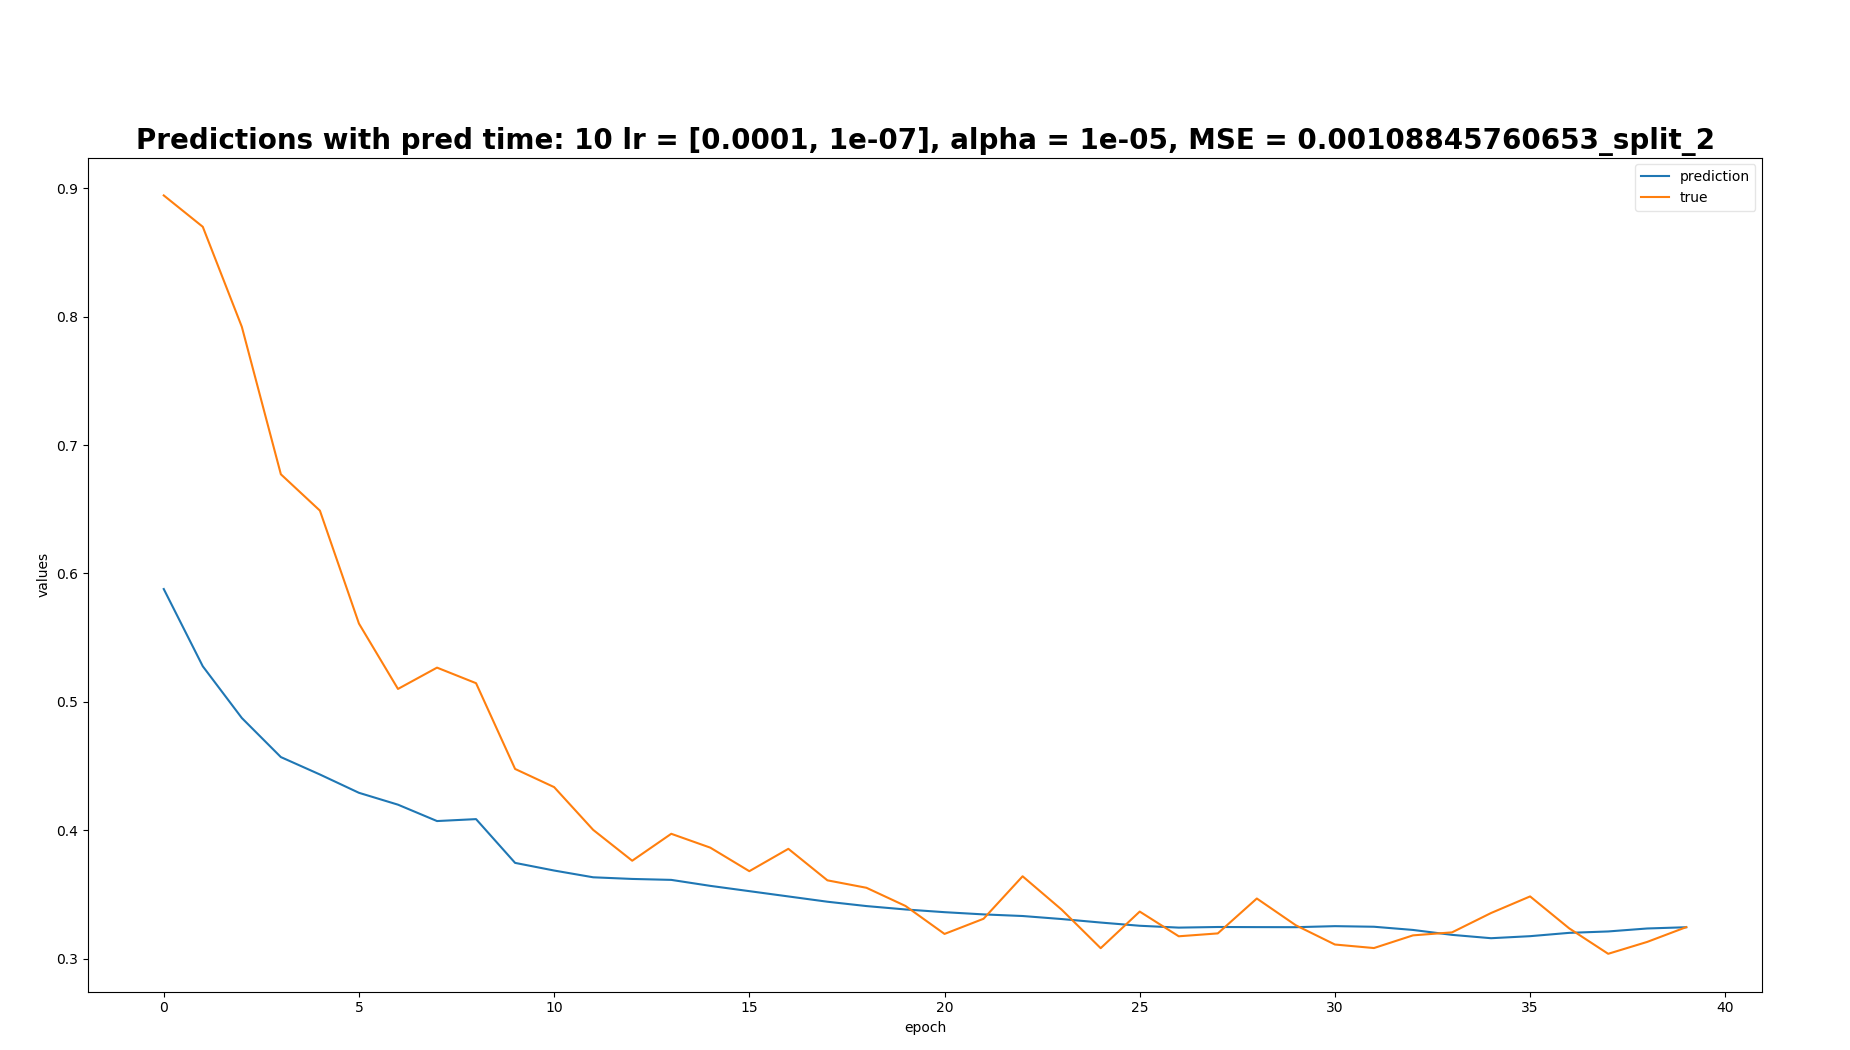 Predictions with pred time: 10 lr = [0.0001, 1e-07], alpha = 1e-05, MSE = 0.00108845760653_split_2
prediction
true
0.9
0.8
0.7
0.6
0.5
0.4
0.3
values
0 5 10 15 20 25 30 35 40
epoch